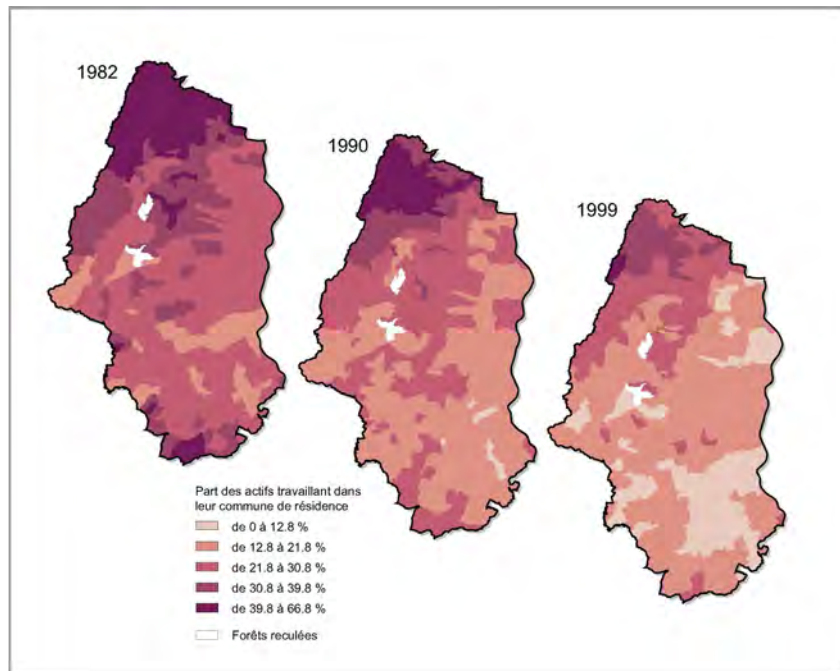 1982
1990
1999
Part des actifs travaillant dans
leur commune de résidence
de 0 à 12.8 %
de 12.8 à 21.8 %
de 21.8 à 30.8 %
de 30.8 à 39.8 %
de 39.8 à 66.8 %
Forêts reculées